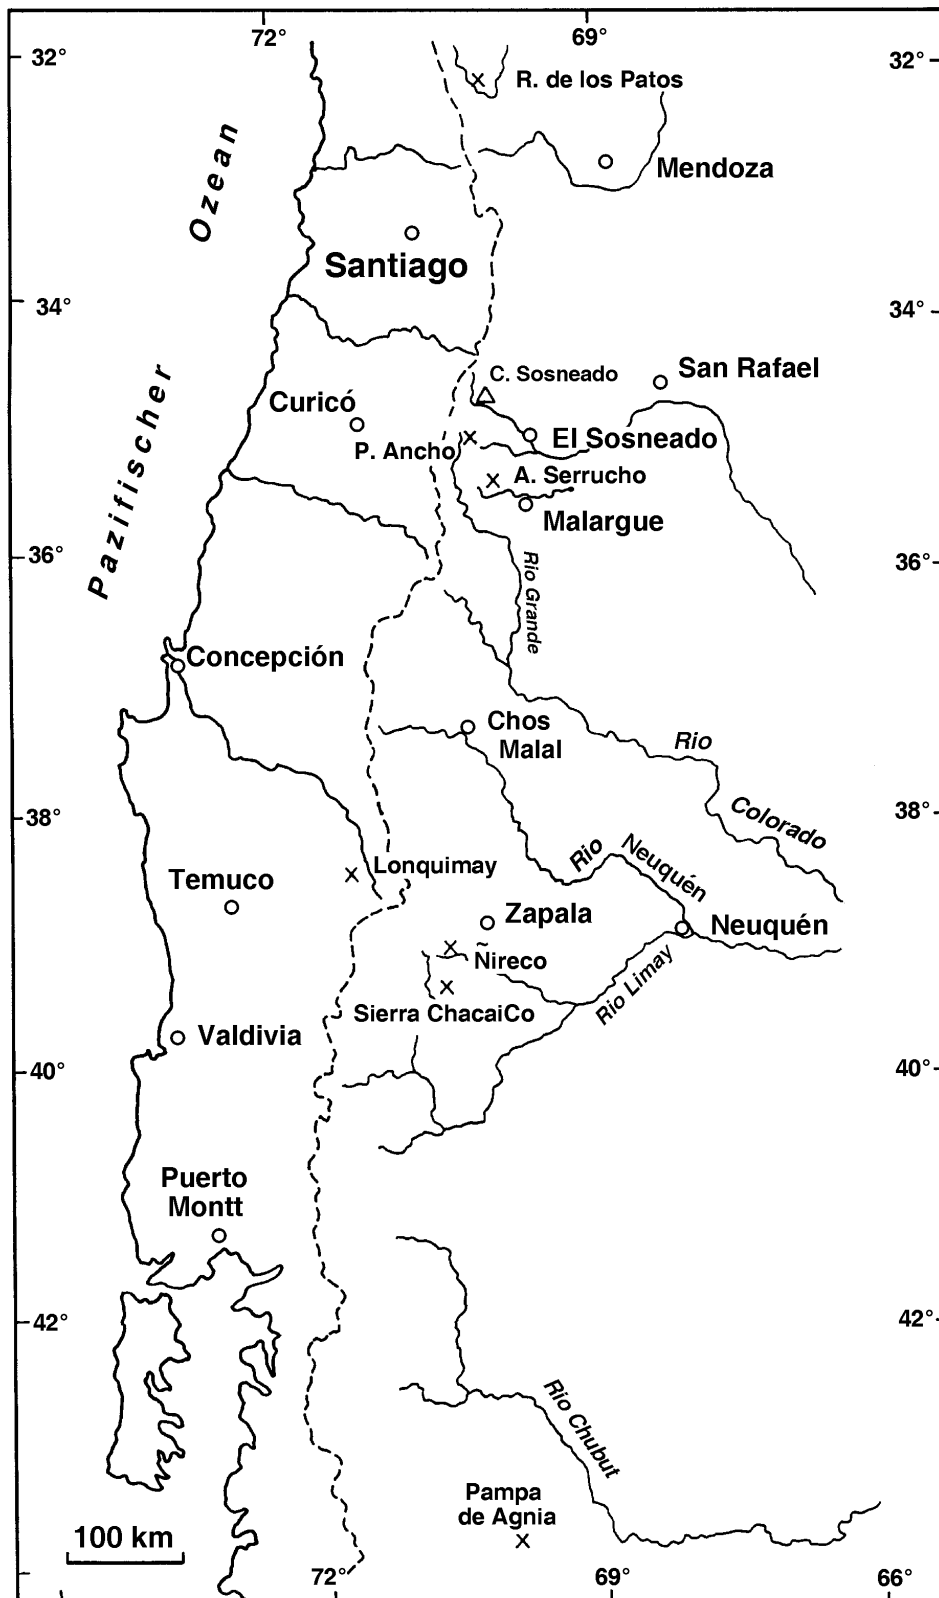 72°
69°
32°
32°
R. de los Patos
Mendoza
Ozean
Santiago
34°
34°
C. Sosneado
San Rafael
Curicó
P. Ancho
El Sosneado
A. Serrucho
Malargue
Pazifischer
36°
36°
Rio Grande
Concepción
Chos
Malal
Rio
Colorado
38°
38°
Rio
Neuquén
Lonquimay
Temuco
Zapala
Neuquén
Ñireco
Rio Limay
Sierra ChacaiCo
Valdivia
40°
40°
Puerto
Montt
42°
42°
Rio Chubut
Pampa
de Agnia
100 km
72°
69°
66°